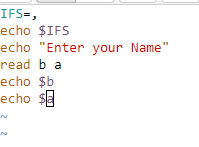 IFS=,
echo $IFS
echo "Enter your Name"
read b a
echo $b
echo $a
~
~